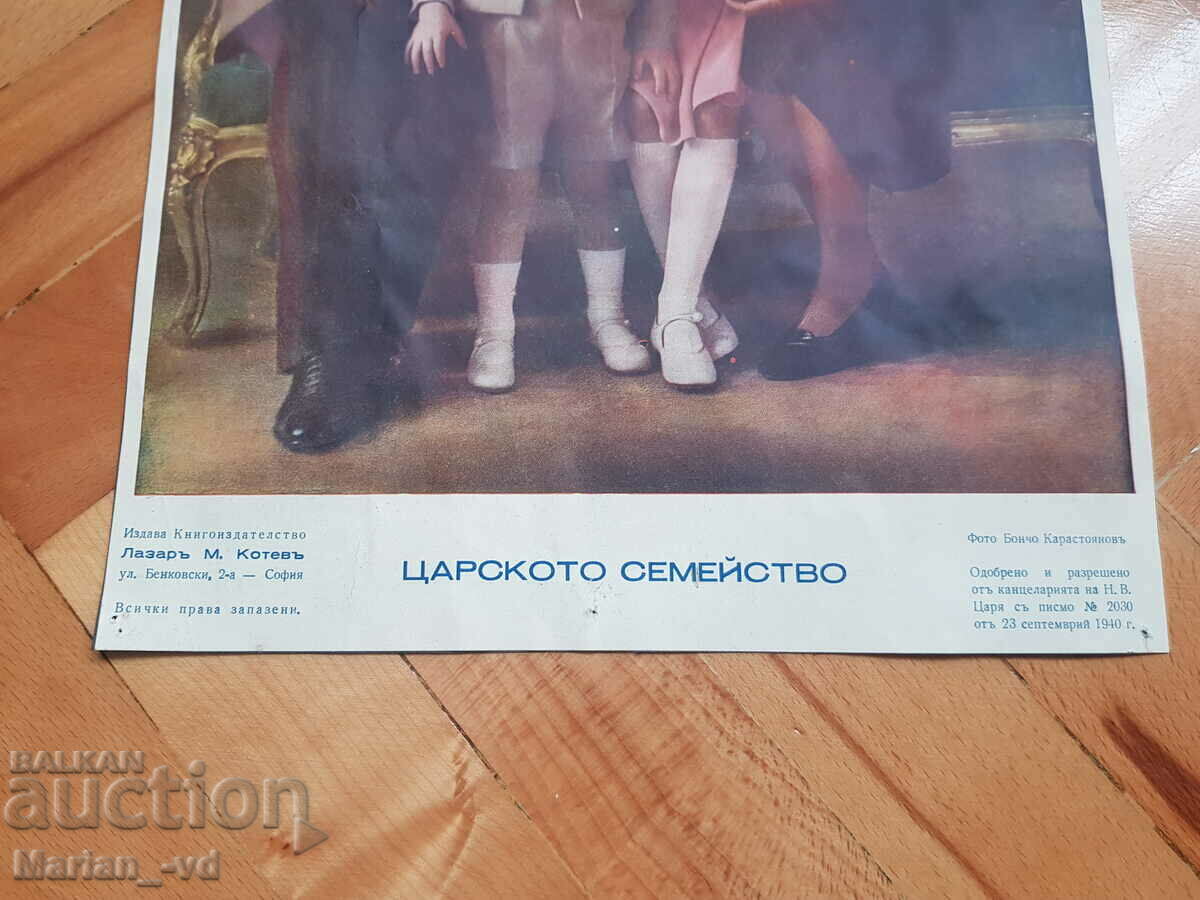 Издава Книгоиздателство
Лазаръ М. Котевъ
ул. Бенковски, 2-а — София
Всички права запазени.
ЦАРСКОТО СЕМЕЙСТВО
Фото Бончо Карастояновъ
Одобрено и разрешено
отъ канцеларията на Н. В.
Царя съ писмо № 2030
отъ 23 септемврий 1940 г.
BALKAN
auction
Marian_-vd